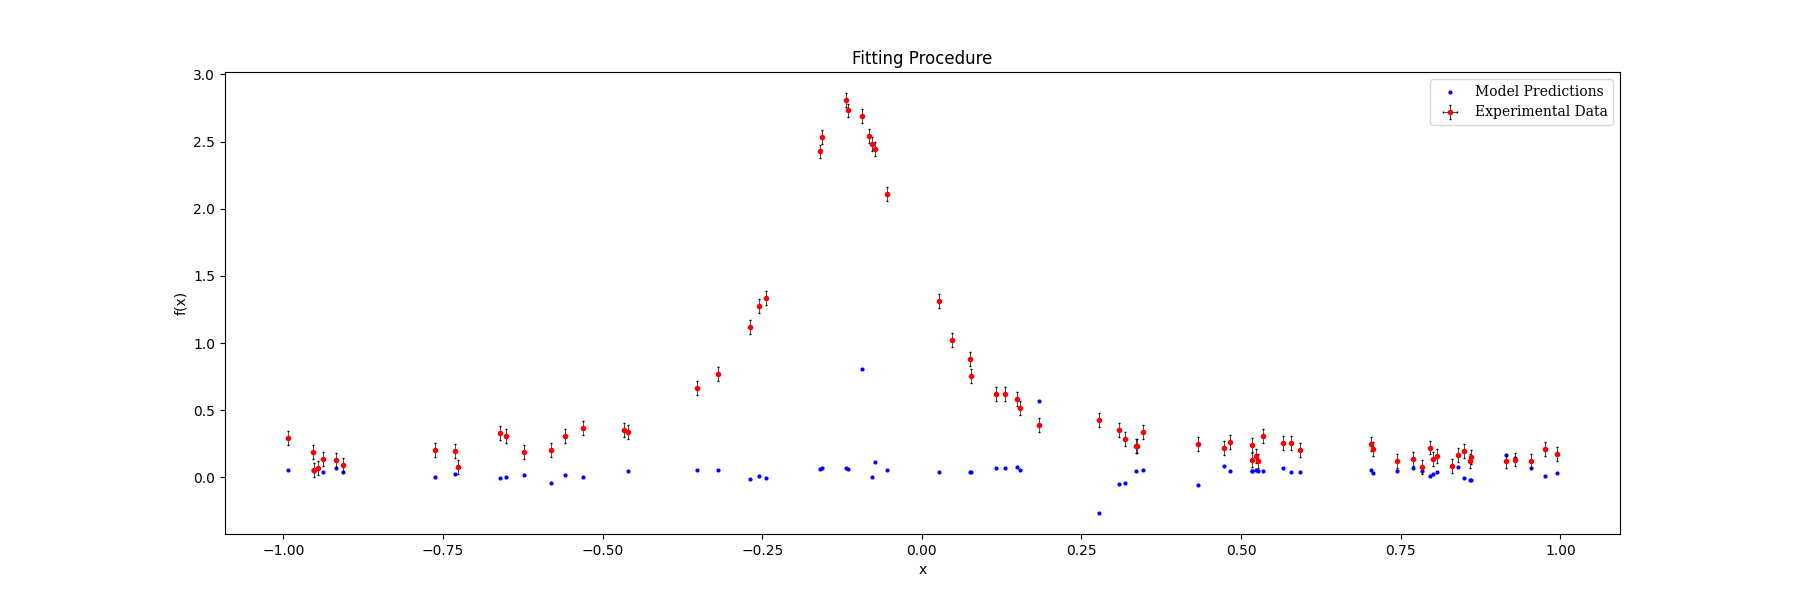 Fitting Procedure
3.0
2.5
2.0
1.5
1.0
0.5
0.0
f(x)
Model Predictions
Experimental Data
−1.00 −0.75 −0.50 −0.25 0.00 0.25 0.50 0.75 1.00
x